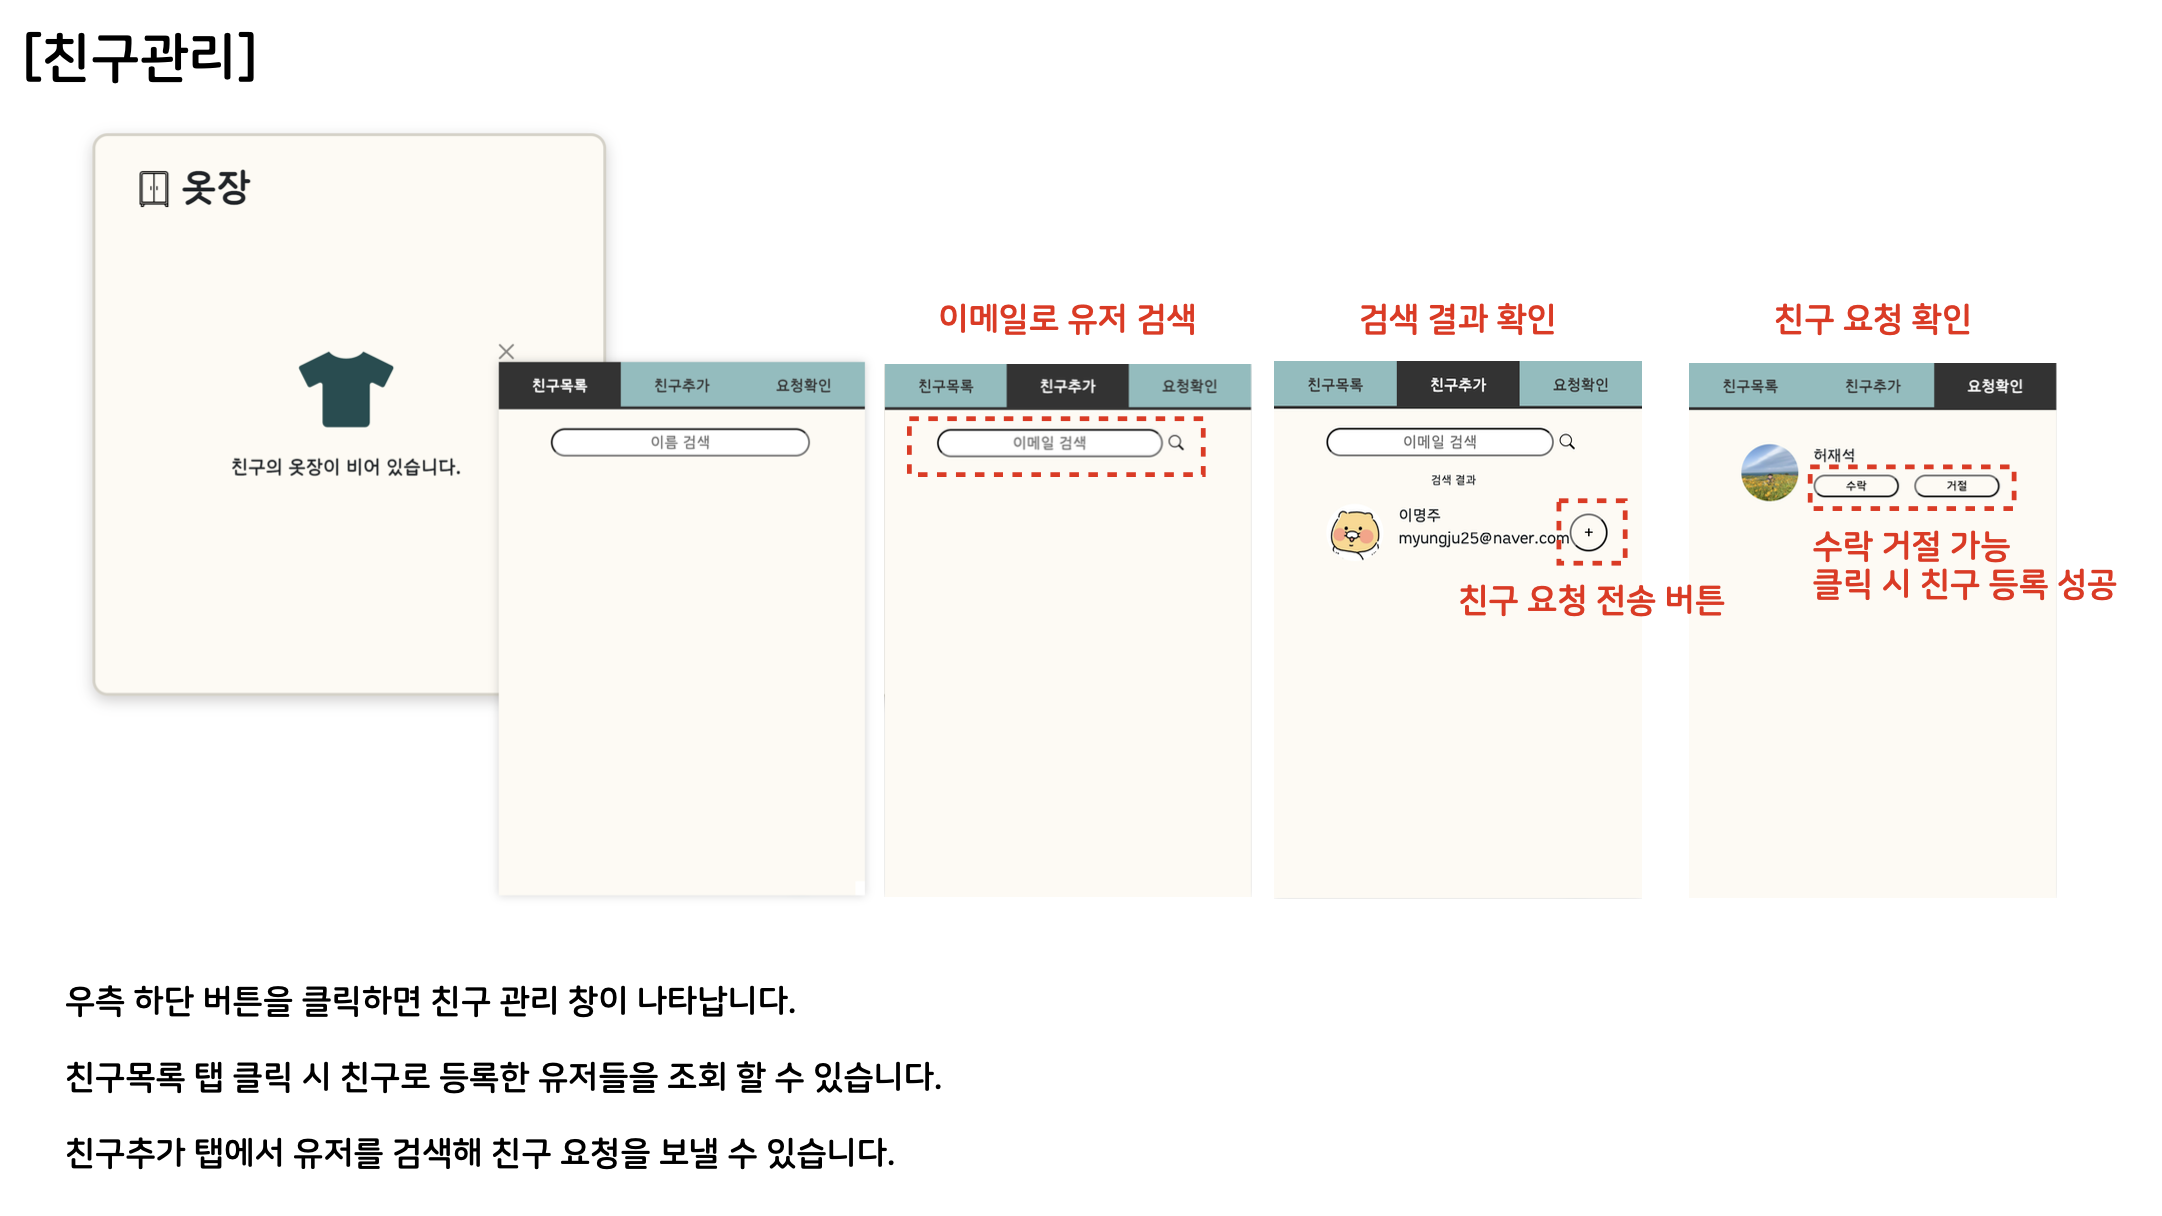 [친구관리]
옷장
친구의 옷장이 비어 있습니다.
친구목록 친구추가 요청확인
이름 검색
이메일로 유저 검색
친구목록 친구추가 요청확인
이메일 검색
검색 결과 확인
친구목록 친구추가 요청확인
이메일 검색
검색 결과
이명주
myungju25@naver.com
+
친구 요청 전송 버튼
친구 요청 확인
친구목록 친구추가 요청확인
허재석
수락 거절
수락 거절 가능
클릭 시 친구 등록 성공
우측 하단 버튼을 클릭하면 친구 관리 창이 나타납니다.
친구목록 탭 클릭 시 친구로 등록한 유저들을 조회 할 수 있습니다.
친구추가 탭에서 유저를 검색해 친구 요청을 보낼 수 있습니다.